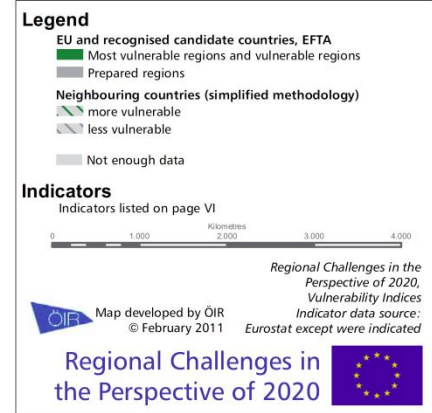 Legend
EU and recognised candidate countries, EFTA
Most vulnerable regions and vulnerable regions
Prepared regions
Neighbouring countries (simplified methodology)
more vulnerable
less vulnerable
Not enough data
Indicators
Indicators listed on page VI
Kilometres
0 1.000 2.000 3.000 4.000
Regional Challenges in the
Perspective of 2020,
Vulnerability Indices
Indicator data source:
Eurostat except were indicated
ÖIR
Map developed by ÖIR
© February 2011
Regional Challenges in
the Perspective of 2020